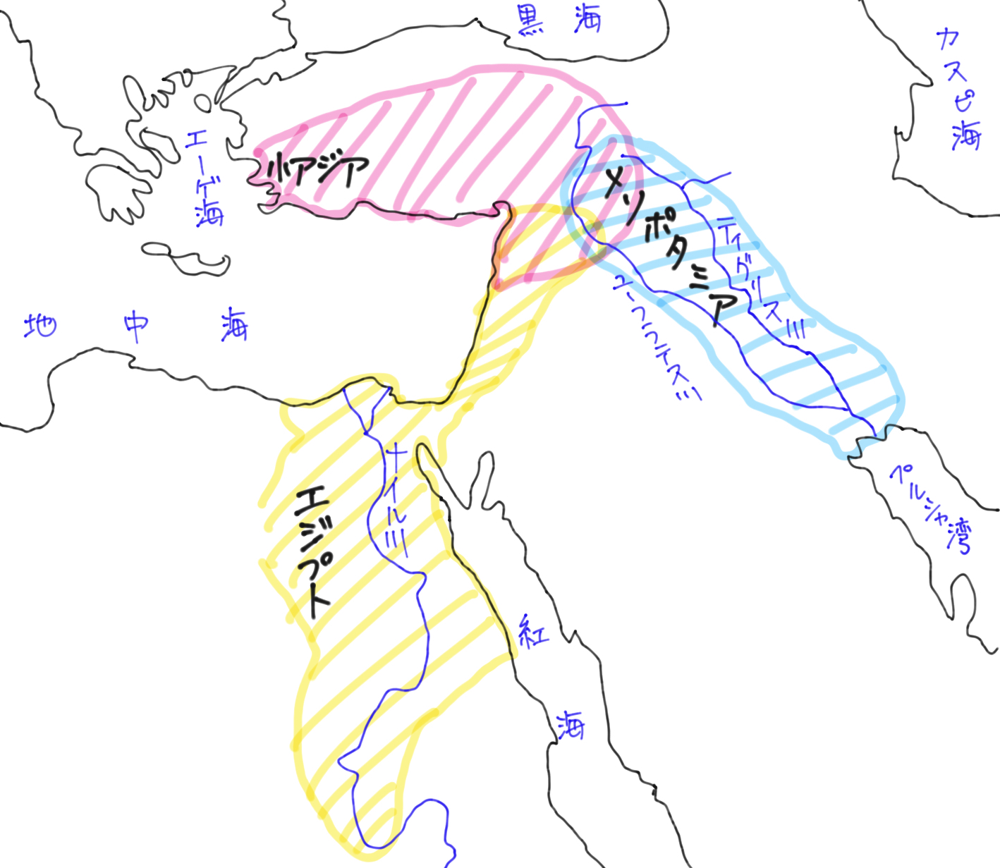 黒海
カスピ海
エーゲ海
小アジア
メソポタミア
ティグリス川
ユーフラテス川
地中海
ナイル川
エジプト
ペルシャ湾
紅海